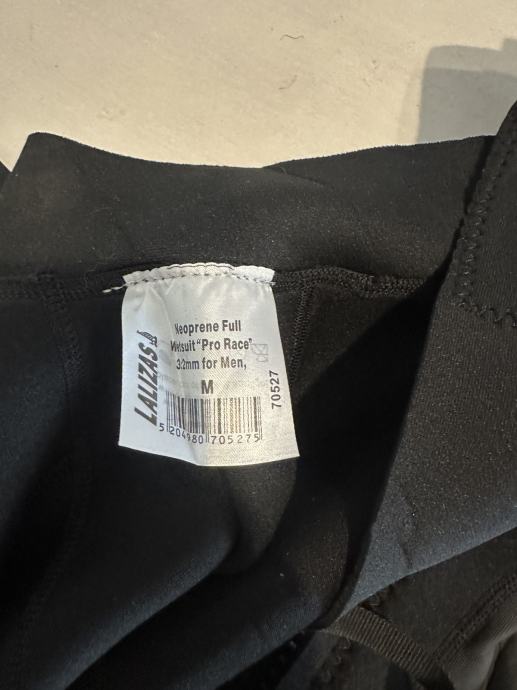 LALIZAS
Neoprene Full
Wetsuit "Pro Race"
3:2mm for Men,
M
70527
5 204980 705275